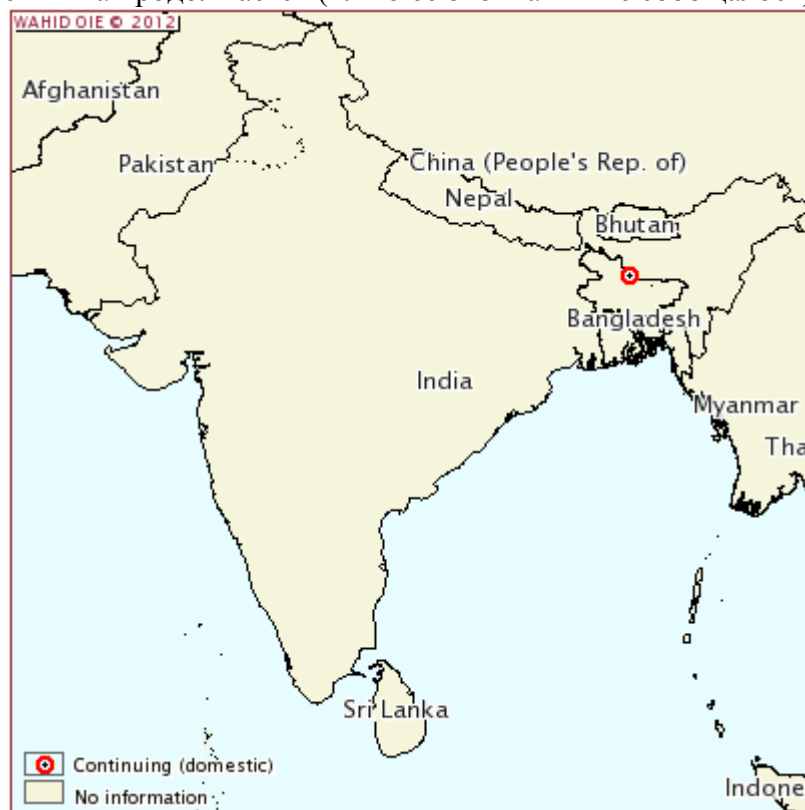 WAHID OIE © 2012
Afghanistan
Pakistan
China (People's Rep. of)
Nepal
Bhutan
Bangladesh
India
Myanmar
Tha
Sri Lanka
Continuing (domestic)
No information
Indone